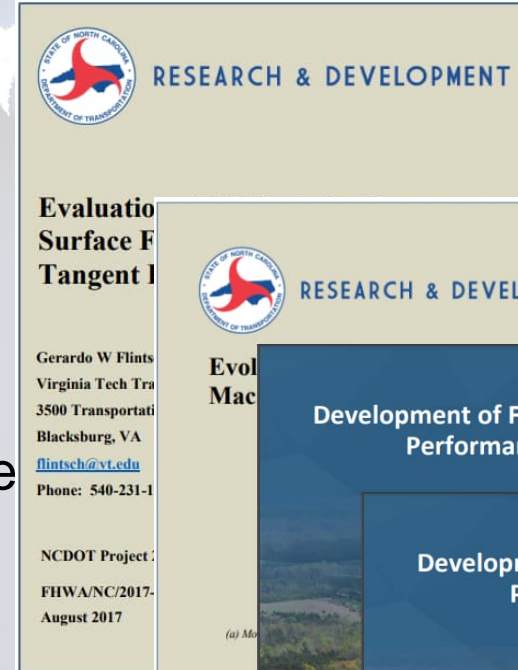 STATE OF NORTH CAROLINA
DEPARTMENT OF TRANSPORTATION
RESEARCH & DEVELOPMENT
Evaluatio
Surface F
Tangent
Gerardo W Flints
Virginia Tech Tra
3500 Transportati
Blacksburg, VA
flintsch@vt.edu
Phone: 540-231-1
NCDOT Project
FHWA/NC/2017-
August 2017
e
STATE OF NORTH CAROLINA
DEPARTMENT OF TRANSPORTATION
RESEARCH & DEVEL
Evol
Mac
(a) Mo
Development of F
Performa
Develop
P